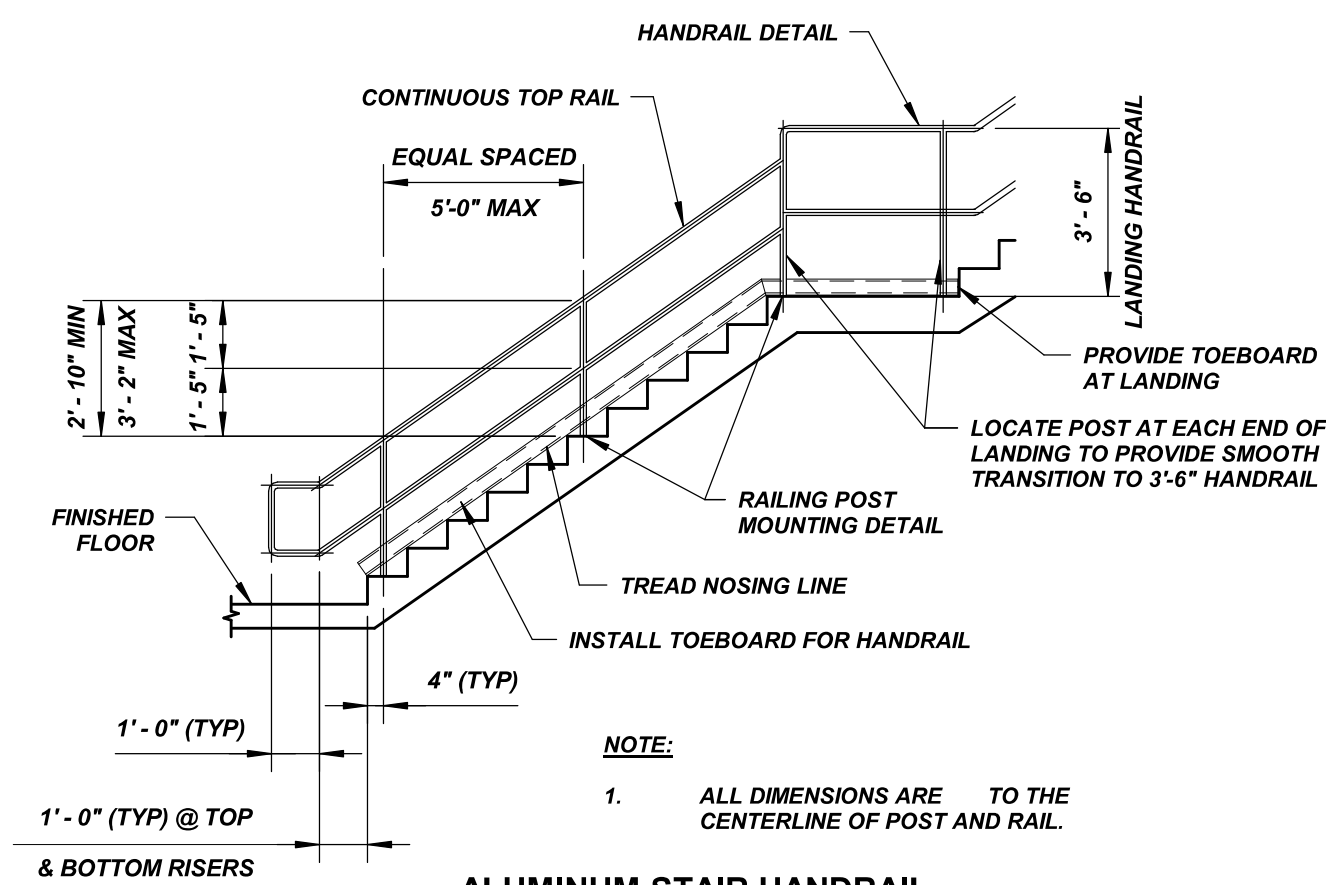 HANDRAIL DETAIL
CONTINUOUS TOP RAIL
EQUAL SPACED
5'-0" MAX
3' - 6"
LANDING HANDRAIL
2' - 10" MIN
3' - 2" MAX
1' - 5"
1' - 5"
PROVIDE TOEBOARD
AT LANDING
LOCATE POST AT EACH END OF
LANDING TO PROVIDE SMOOTH
TRANSITION TO 3'-6" HANDRAIL
RAILING POST
MOUNTING DETAIL
FINISHED
FLOOR
TREAD NOSING LINE
INSTALL TOEBOARD FOR HANDRAIL
4" (TYP)
1' - 0" (TYP)
1' - 0" (TYP) @ TOP
& BOTTOM RISERS
NOTE:
1. ALL DIMENSIONS ARE TO THE
CENTERLINE OF POST AND RAIL.
ALUMINUM STAIR HANDRAIL